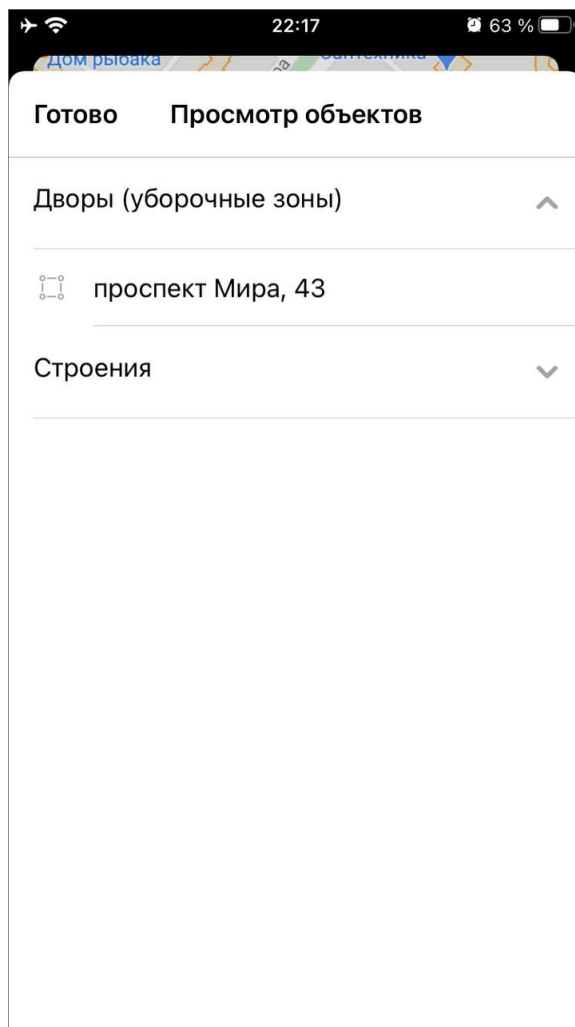 22:17
63 %
Дом рыбака
Сантехника
Готово
Просмотр объектов
Дворы (уборочные зоны)
проспект Мира, 43
Строения